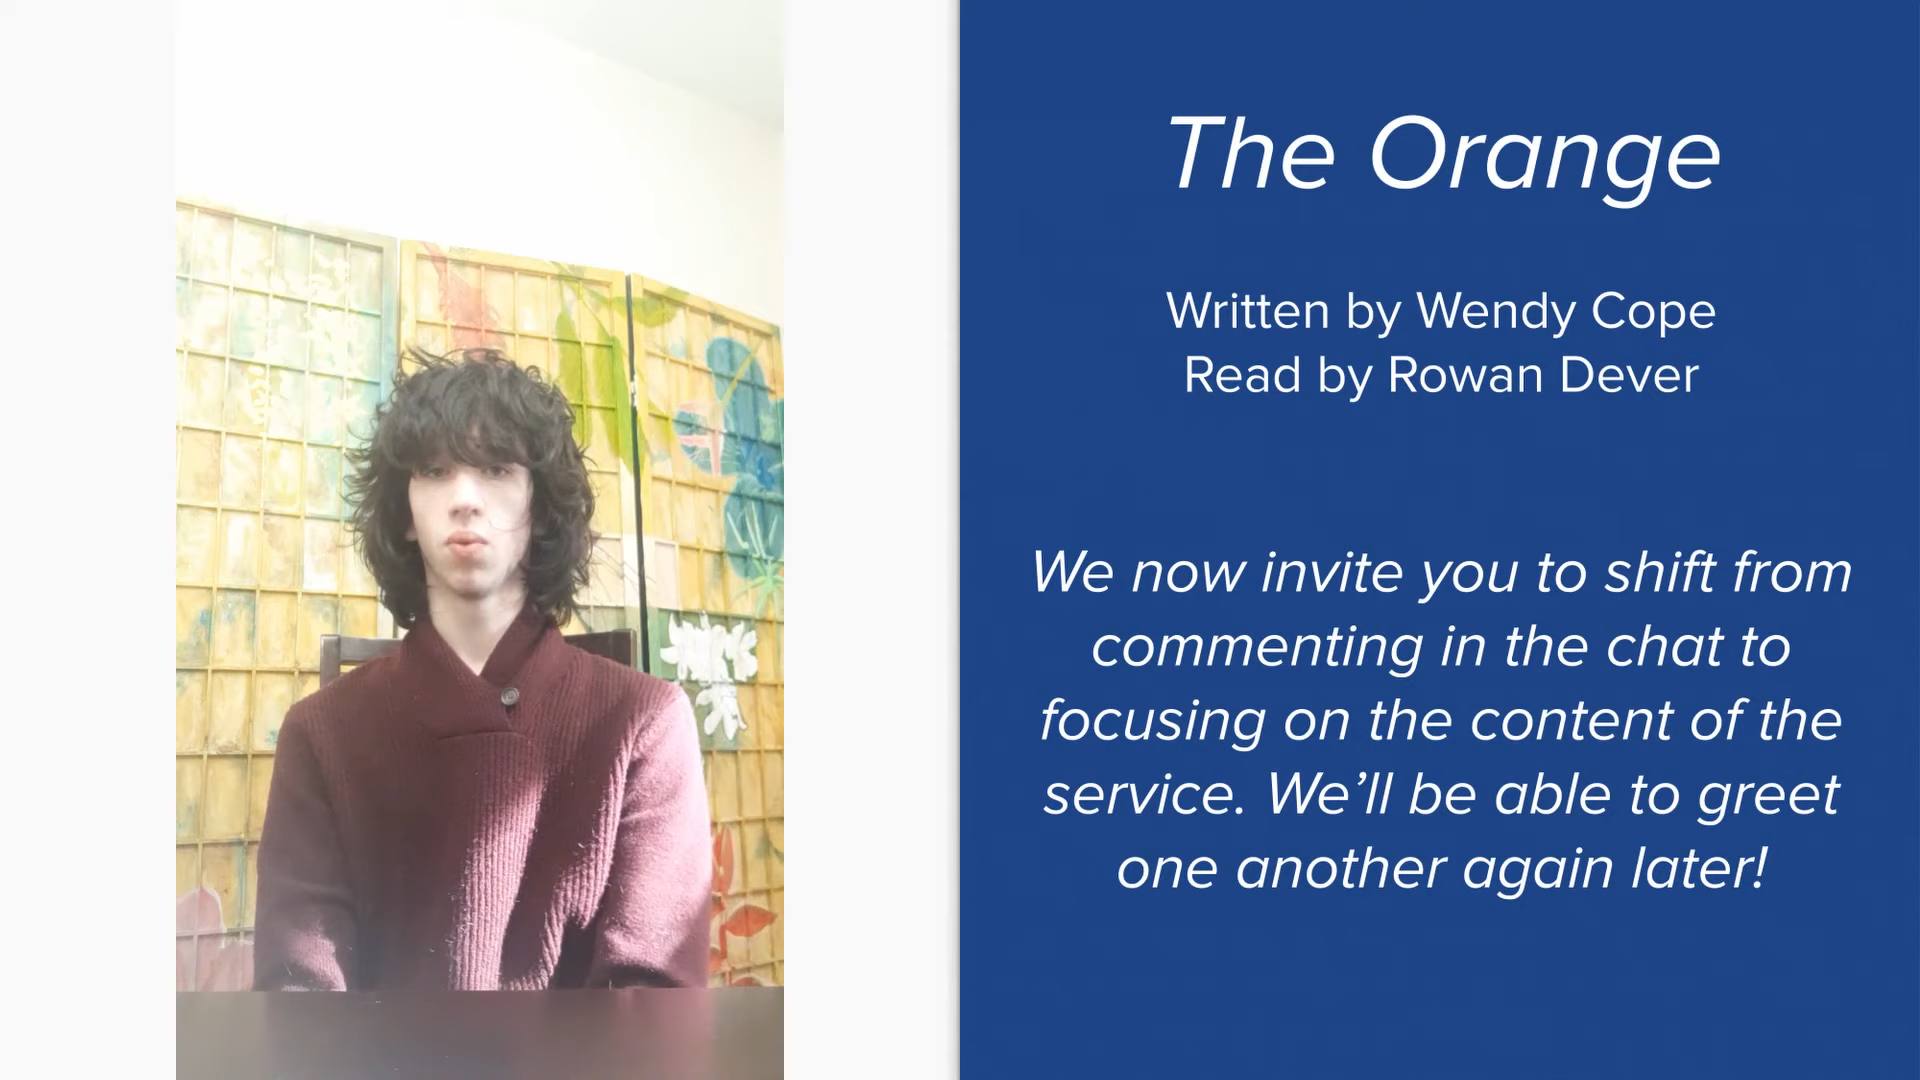 The Orange
Written by Wendy Cope
Read by Rowan Dever
We now invite you to shift from
commenting in the chat to
focusing on the content of the
service. We’ll be able to greet
one another again later!